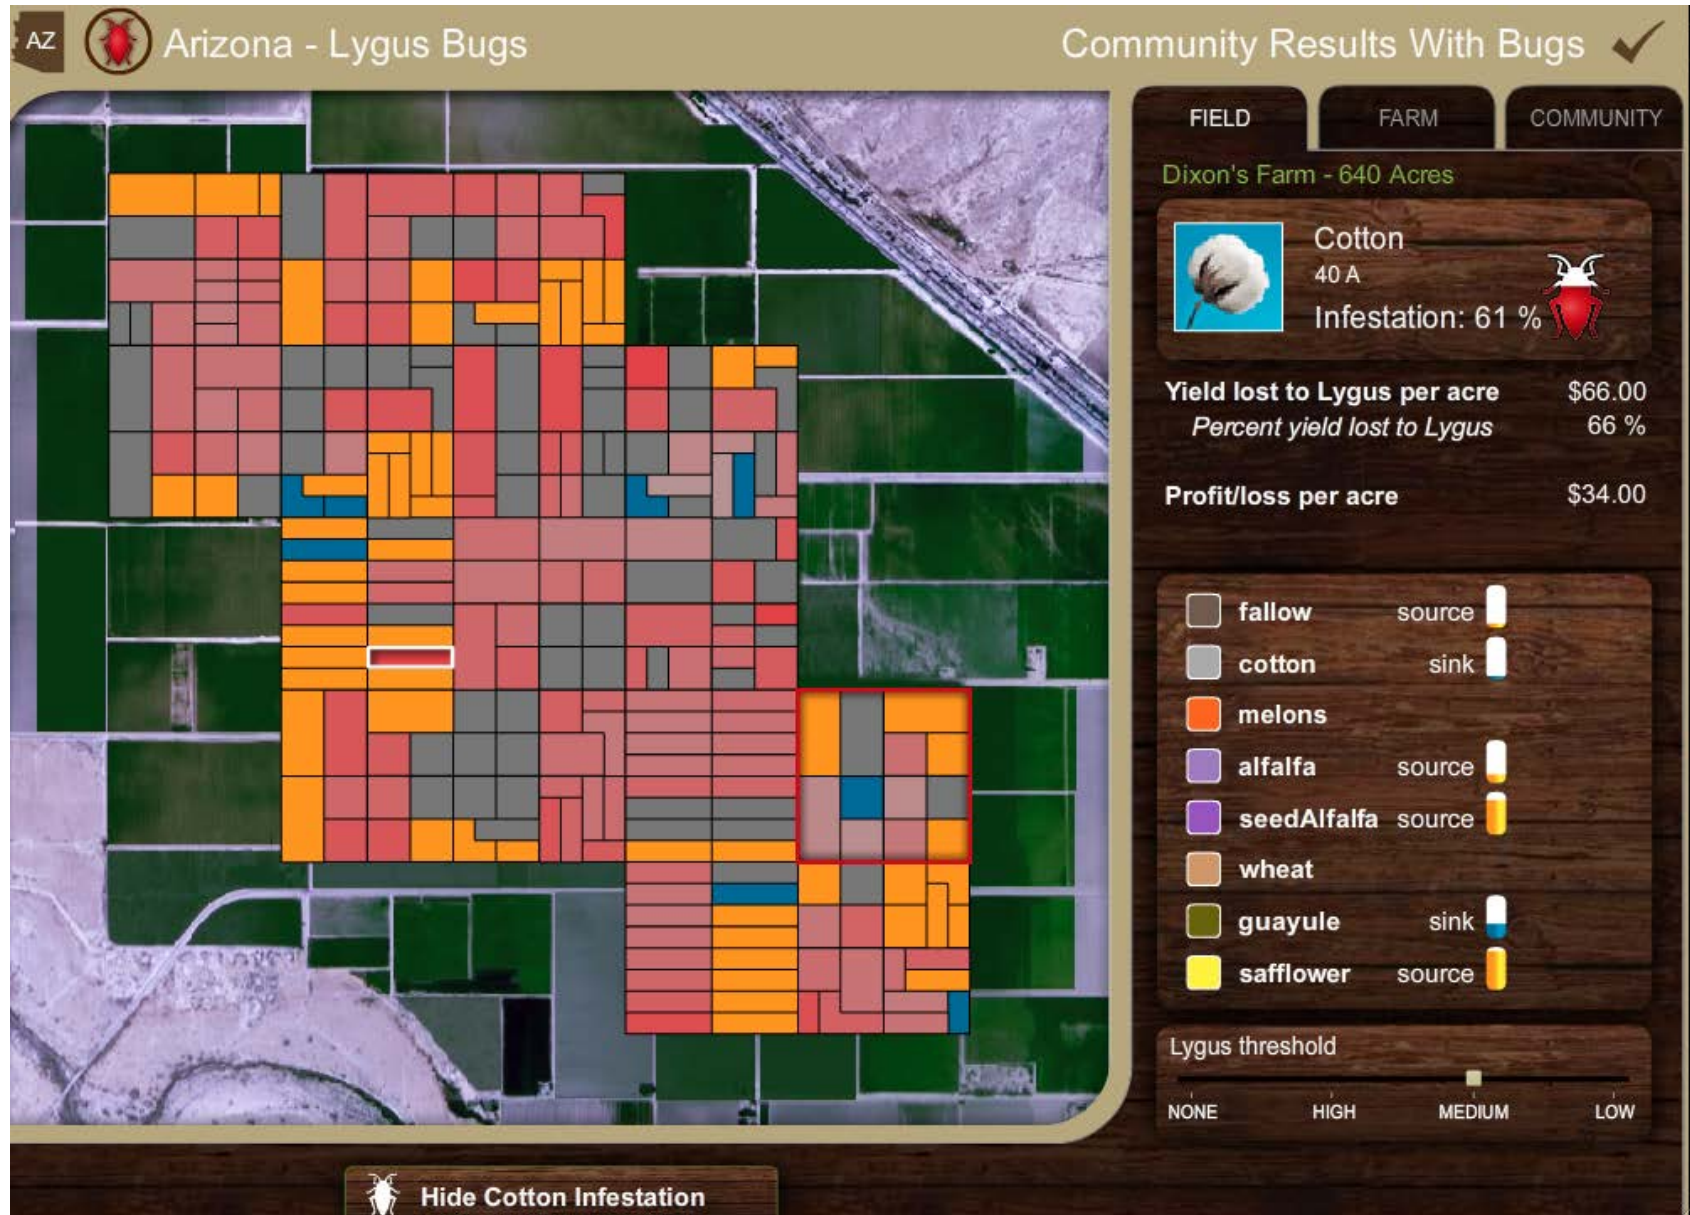 AZ
Arizona - Lygus Bugs
Community Results With Bugs
FIELD
FARM
COMMUNITY
Dixon's Farm - 640 Acres
Cotton
40 A
Infestation: 61 %
Yield lost to Lygus per acre $66.00
Percent yield lost to Lygus 66 %
Profit/loss per acre $34.00
fallow source
cotton sink
melons
alfalfa source
seedAlfalfa source
wheat
guayule sink
safflower source
Lygus threshold
NONE HIGH MEDIUM LOW
Hide Cotton Infestation